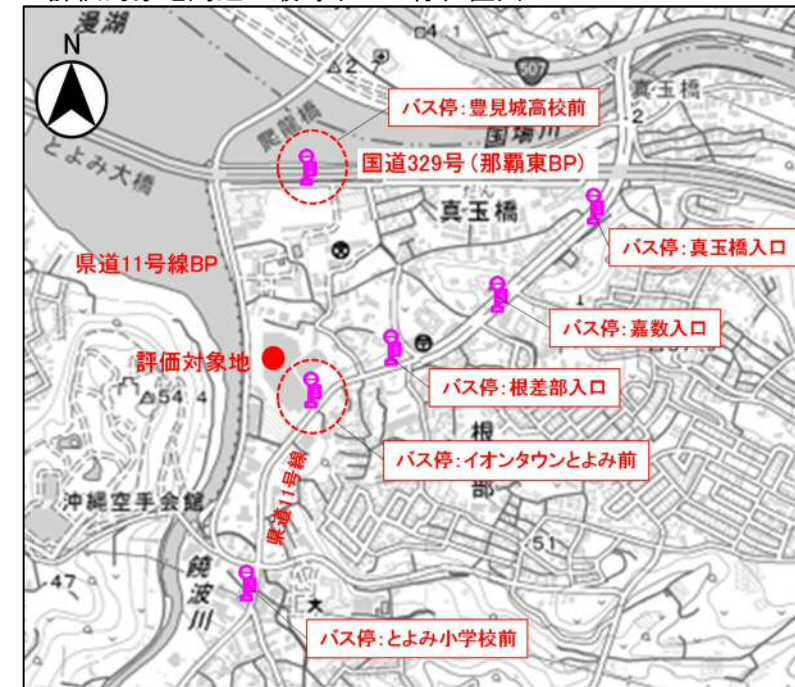 漫湖
N
4 1
2 7
507
真玉橋
2
バス停:豊見城高校前
爬龍橋
国場川
とよみ大橋
国道329号(那覇東BP)
だん
真玉橋
バス停:真玉橋入口
県道11号線BP
バス停:嘉数入口
評価対象地
54 4
バス停:根差部入口
根
バス停:イオンタウンとよみ前
部
県道11号線
沖縄空手会館
51
47
饒波川
バス停:とよみ小学校前